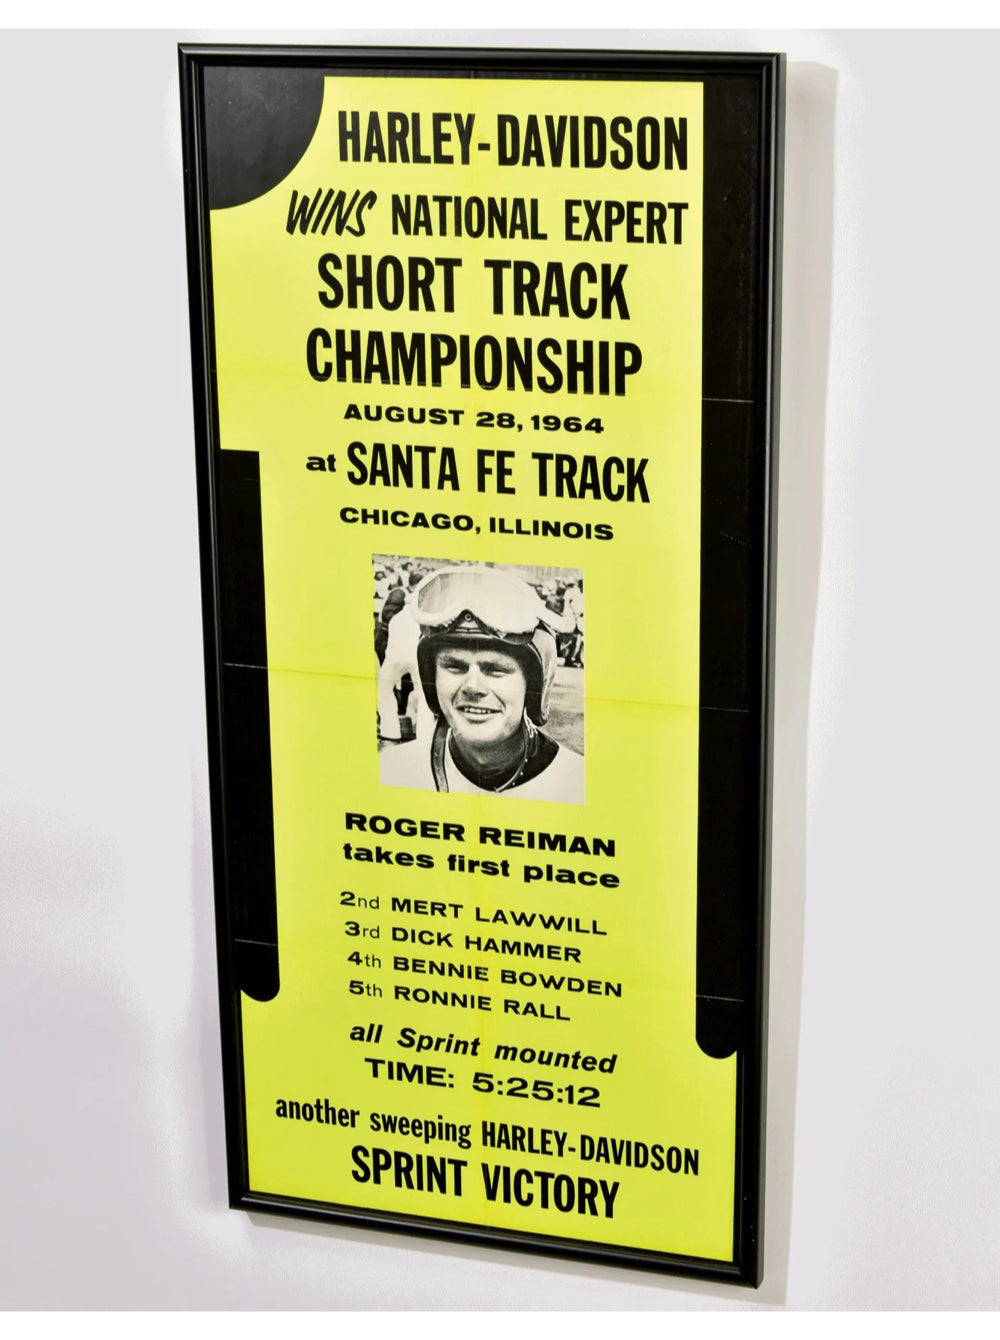 HARLEY-DAVIDSON
WINS NATIONAL EXPERT
SHORT TRACK
CHAMPIONSHIP
AUGUST 28, 1964
at SANTA FE TRACK
CHICAGO, ILLINOIS
ROGER REIMAN
takes first place
2nd MERT LAWWILL
3rd DICK HAMMER
4th BENNIE BOWDEN
5th RONNIE RALL
all Sprint mounted
TIME: 5:25:12
another sweeping HARLEY-DAVIDSON
SPRINT VICTORY